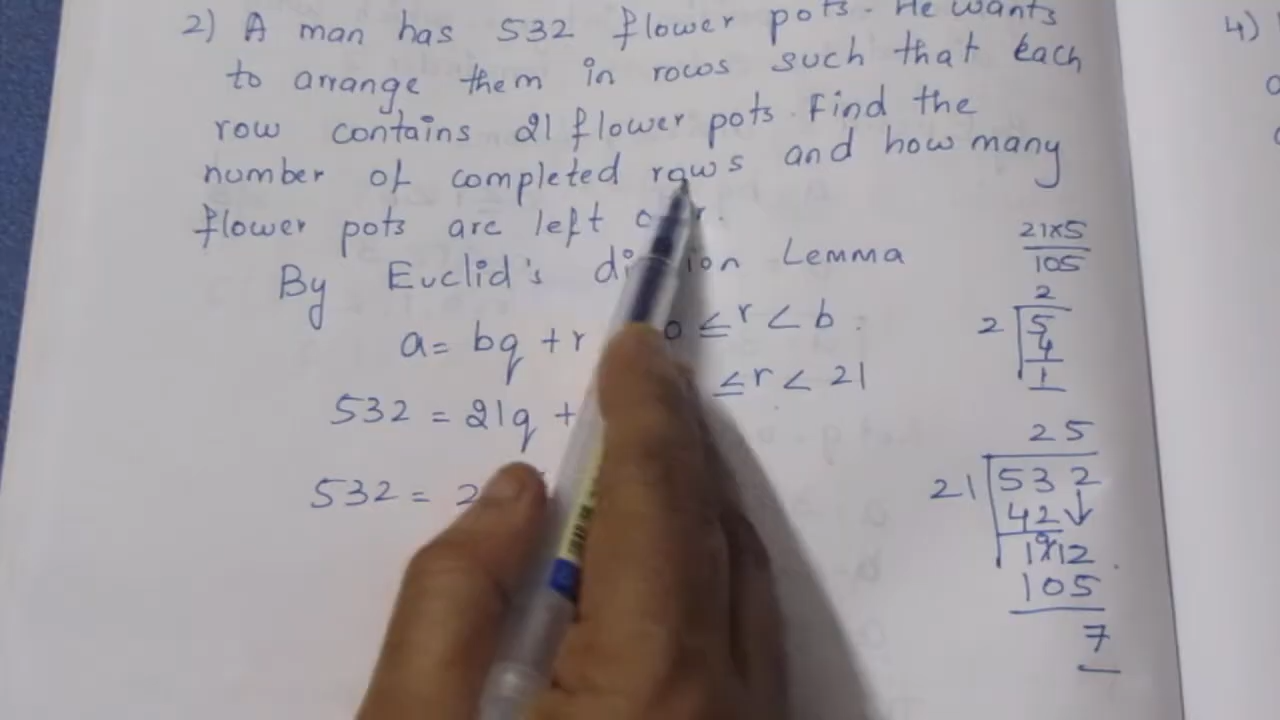 2) A man has 532 flower pots. He wants
to arrange them in rows such that each
row contains 21 flower pots. Find the
number of completed rows and how many
flower pots are left
By Euclid's Lemma
a = bq + r 0 ≤ r < b
532 = 21q + ≤ r < 21
532 =
21x5
105
2
2 5
4
1
25
21 532
42↓
112
105
7
4)